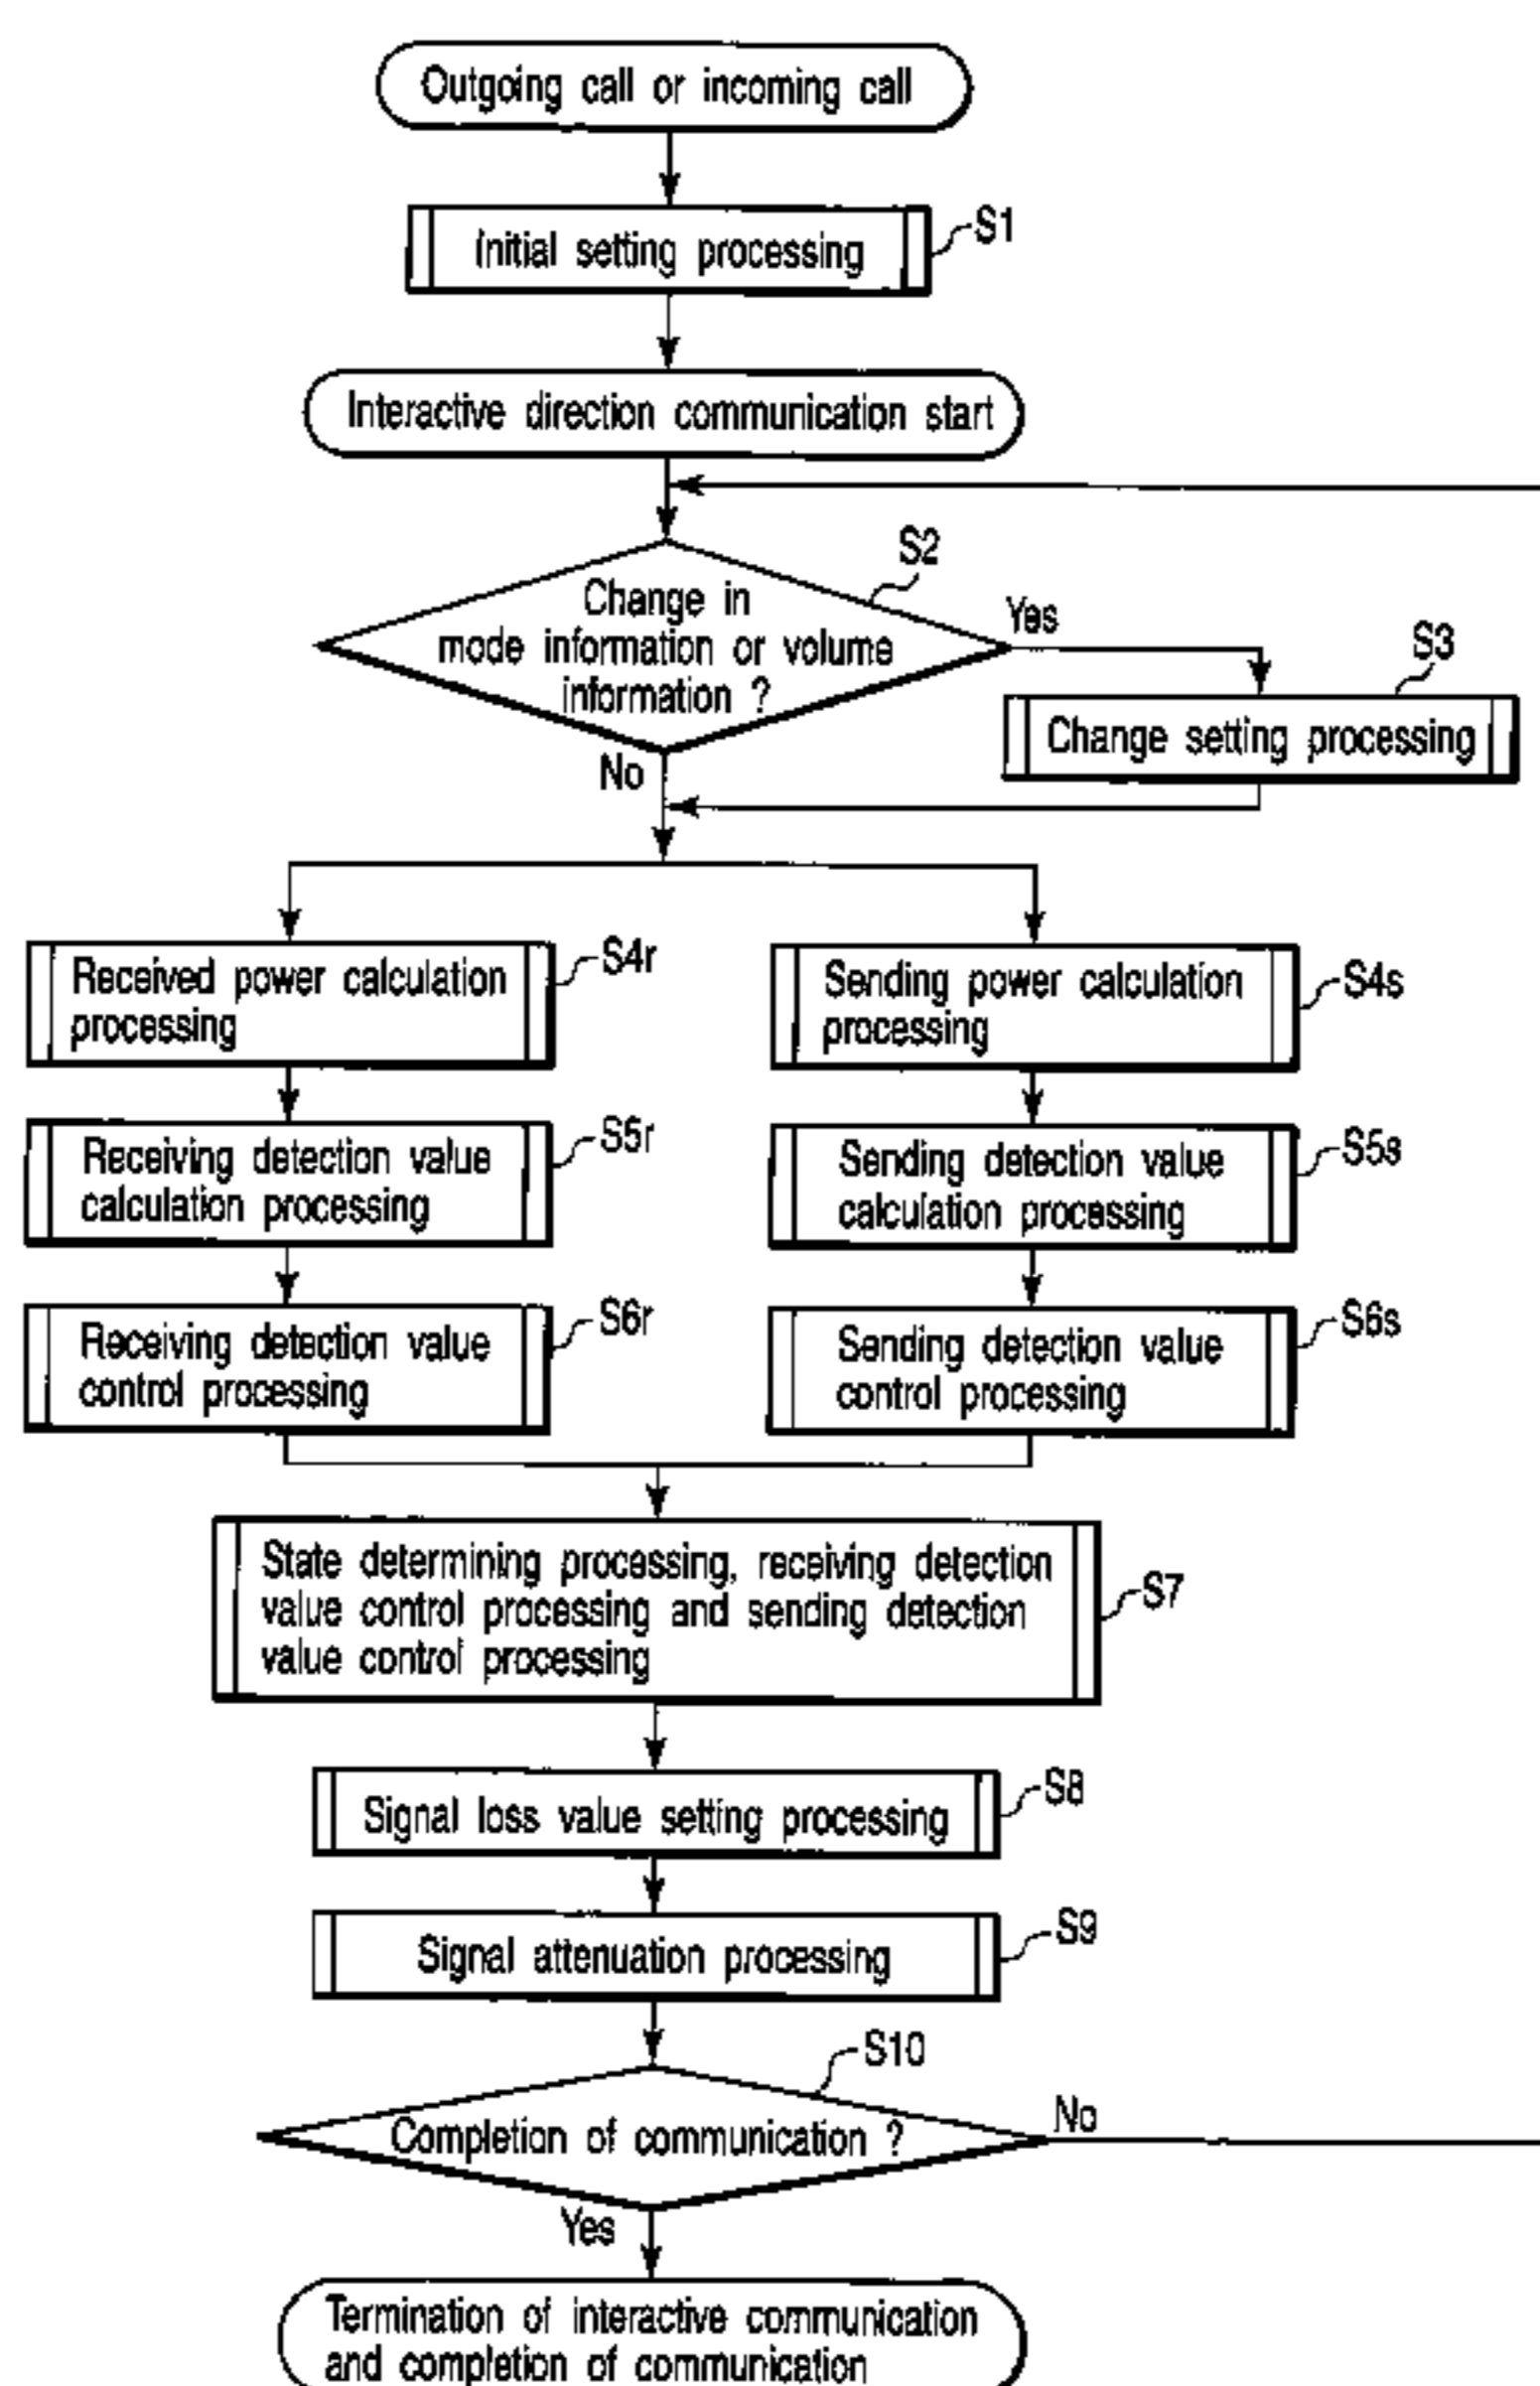 Outgoing call or incoming call
Initial setting processing
S1
Interactive direction communication start
S2
Change in
mode information or volume
information ?
Yes
S3
Change setting processing
No
Received power calculation
processing
S4r
Sending power calculation
processing
S4s
Receiving detection value
calculation processing
S5r
Sending detection value
calculation processing
S5s
Receiving detection value
control processing
S6r
Sending detection value
control processing
S6s
State determining processing, receiving detection
value control processing and sending detection
value control processing
S7
Signal loss value setting processing
S8
Signal attenuation processing
S9
S10
Completion of communication ?
No
Yes
Termination of interactive communication
and completion of communication